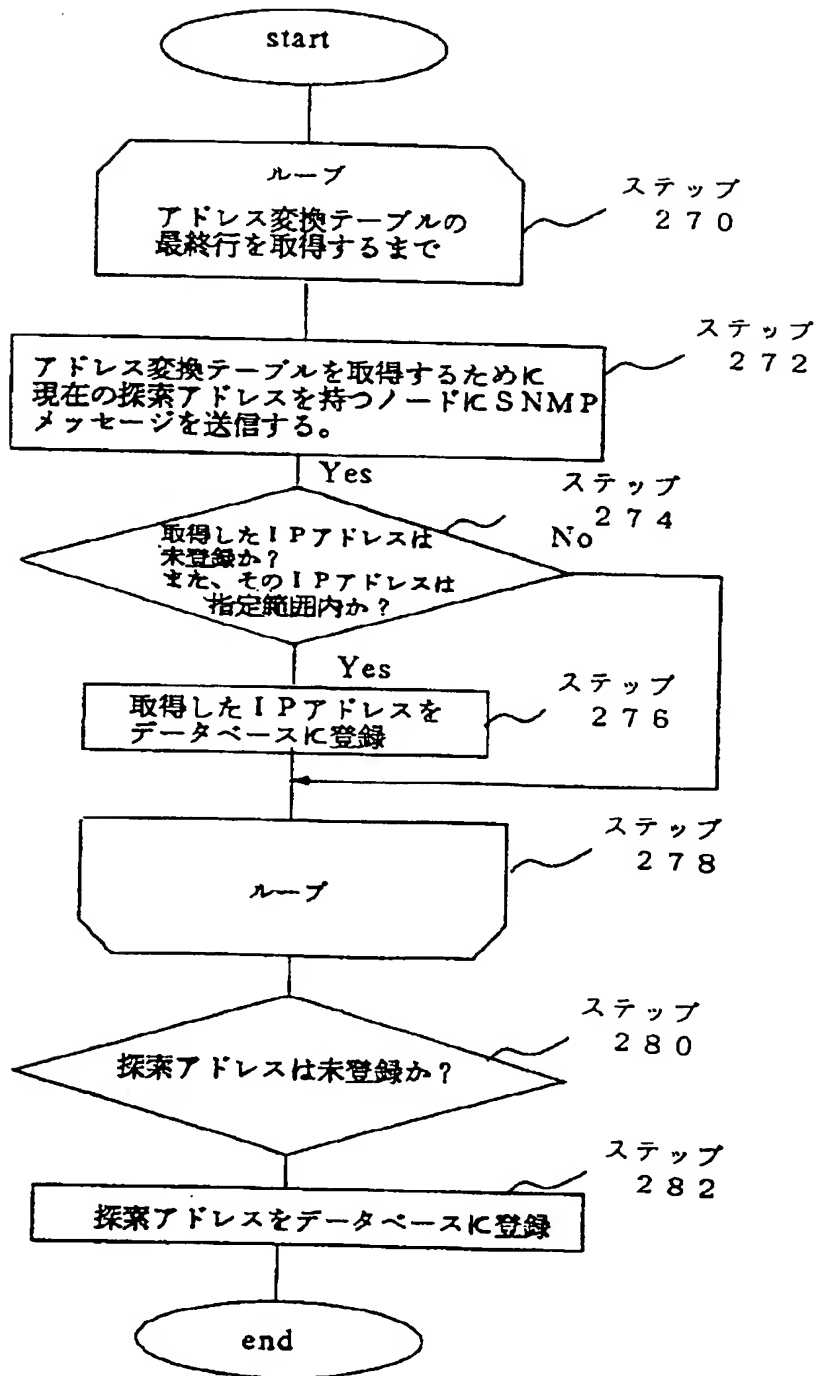 start
ループ
アドレス変換テーブルの
最終行を取得するまで
ステップ
270
アドレス変換テーブルを取得するために
現在の探索アドレスを持つノードにSNMP
メッセージを送信する。
ステップ
272
Yes
取得したIPアドレスは
未登録か?
また、そのIPアドレスは
指定範囲内か?
ステップ
274
No
Yes
取得したIPアドレスを
データベースに登録
ステップ
276
ループ
ステップ
278
探索アドレスは未登録か?
ステップ
280
探索アドレスをデータベースに登録
ステップ
282
end